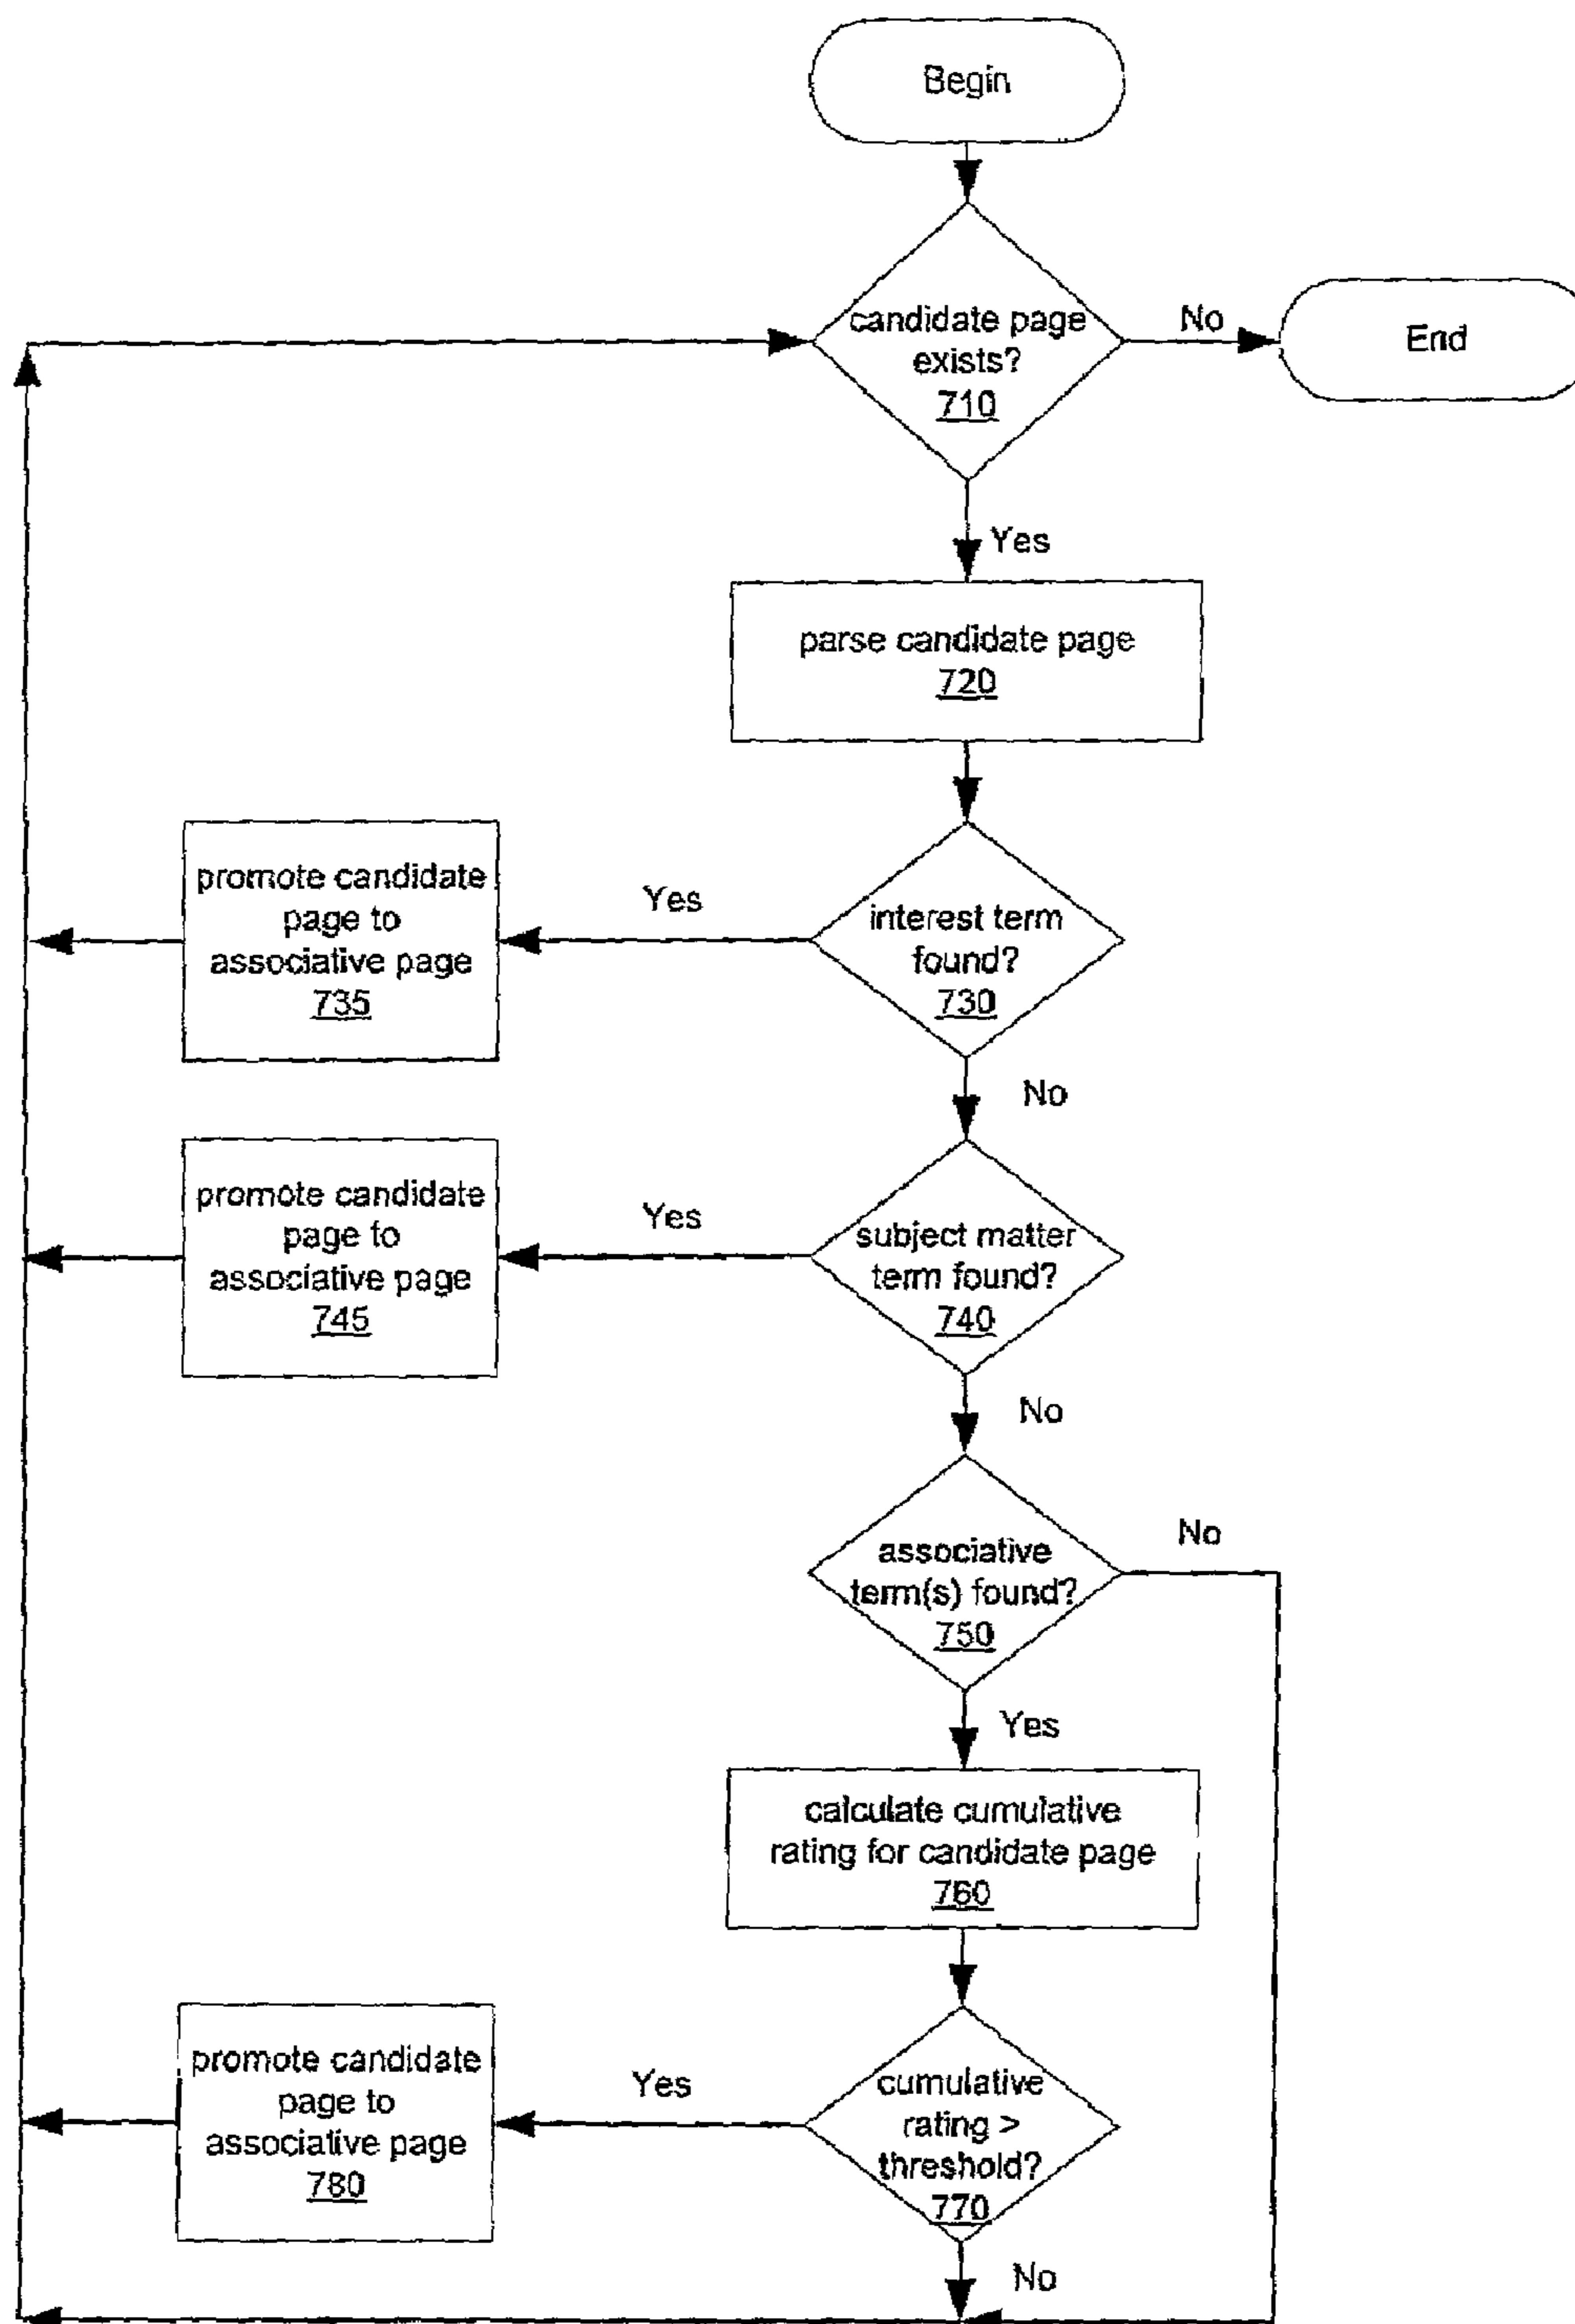 Begin
candidate page
exists?
710
No
End
Yes
parse candidate page
720
promote candidate
page to
associative page
735
Yes
interest term
found?
730
No
promote candidate
page to
associative page
745
Yes
subject matter
term found?
740
No
associative
term(s) found?
750
No
Yes
calculate cumulative
rating for candidate page
760
promote candidate
page to
associative page
780
Yes
cumulative
rating >
threshold?
770
No